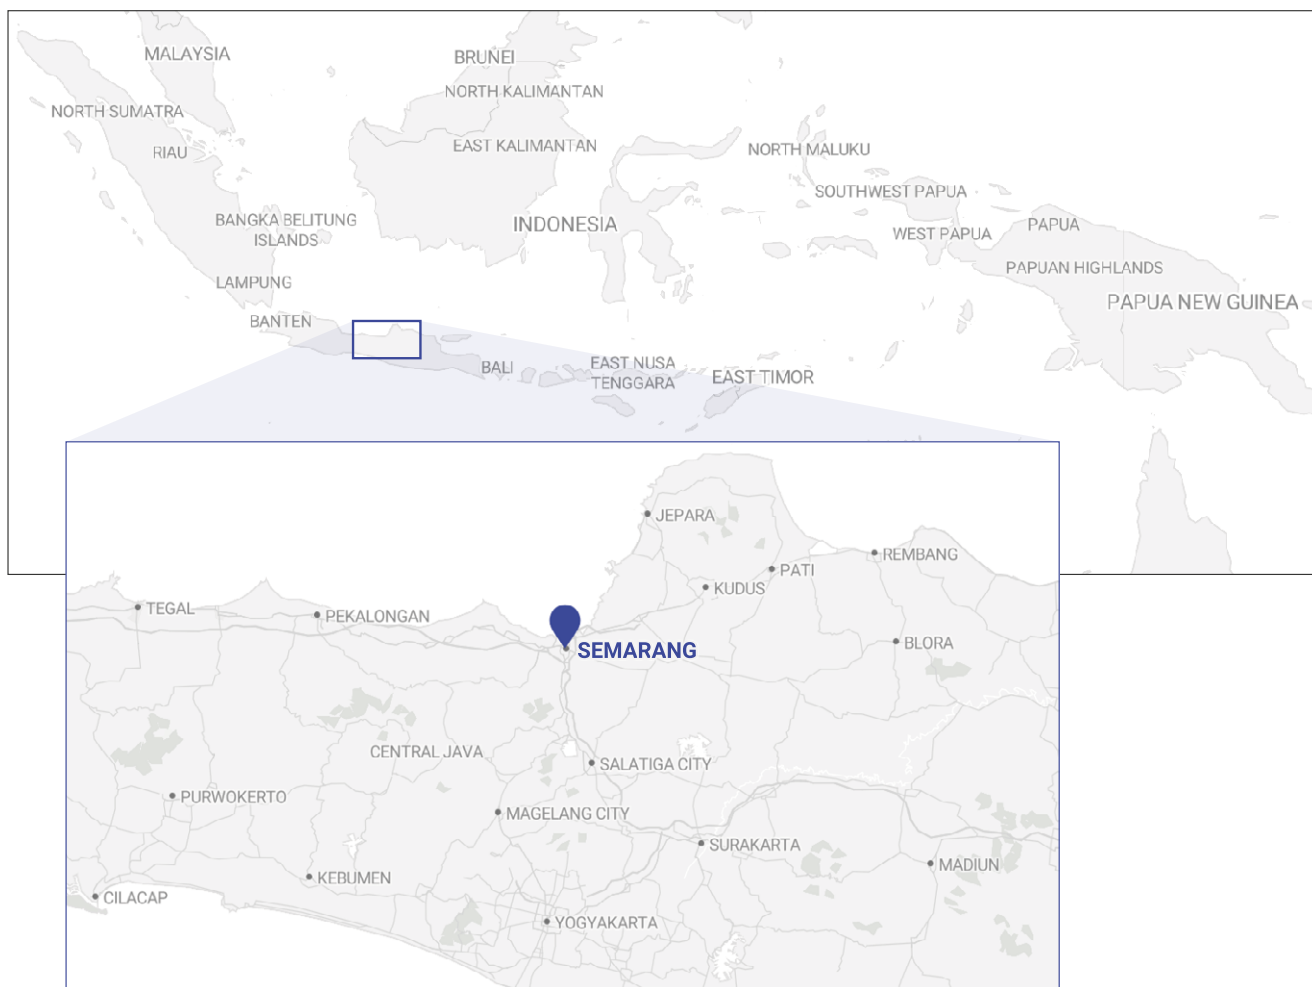 MALAYSIA
BRUNEI
NORTH KALIMANTAN
NORTH SUMATRA
EAST KALIMANTAN
NORTH MALUKU
RIAU
SOUTHWEST PAPUA
BANGKA BELITUNG
ISLANDS
INDONESIA
WEST PAPUA
PAPUA
PAPUAN HIGHLANDS
LAMPUNG
PAPUA NEW GUINEA
BANTEN
BALI
EAST NUSA
TENGGARA
EAST TIMOR
JEPARA
REMBANG
PATI
KUDUS
TEGAL
PEKALONGAN
SEMARANG
BLORA
CENTRAL JAVA
SALATIGA CITY
PURWOKERTO
MAGELANG CITY
SURAKARTA
MADIUN
KEBUMEN
CILACAP
YOGYAKARTA